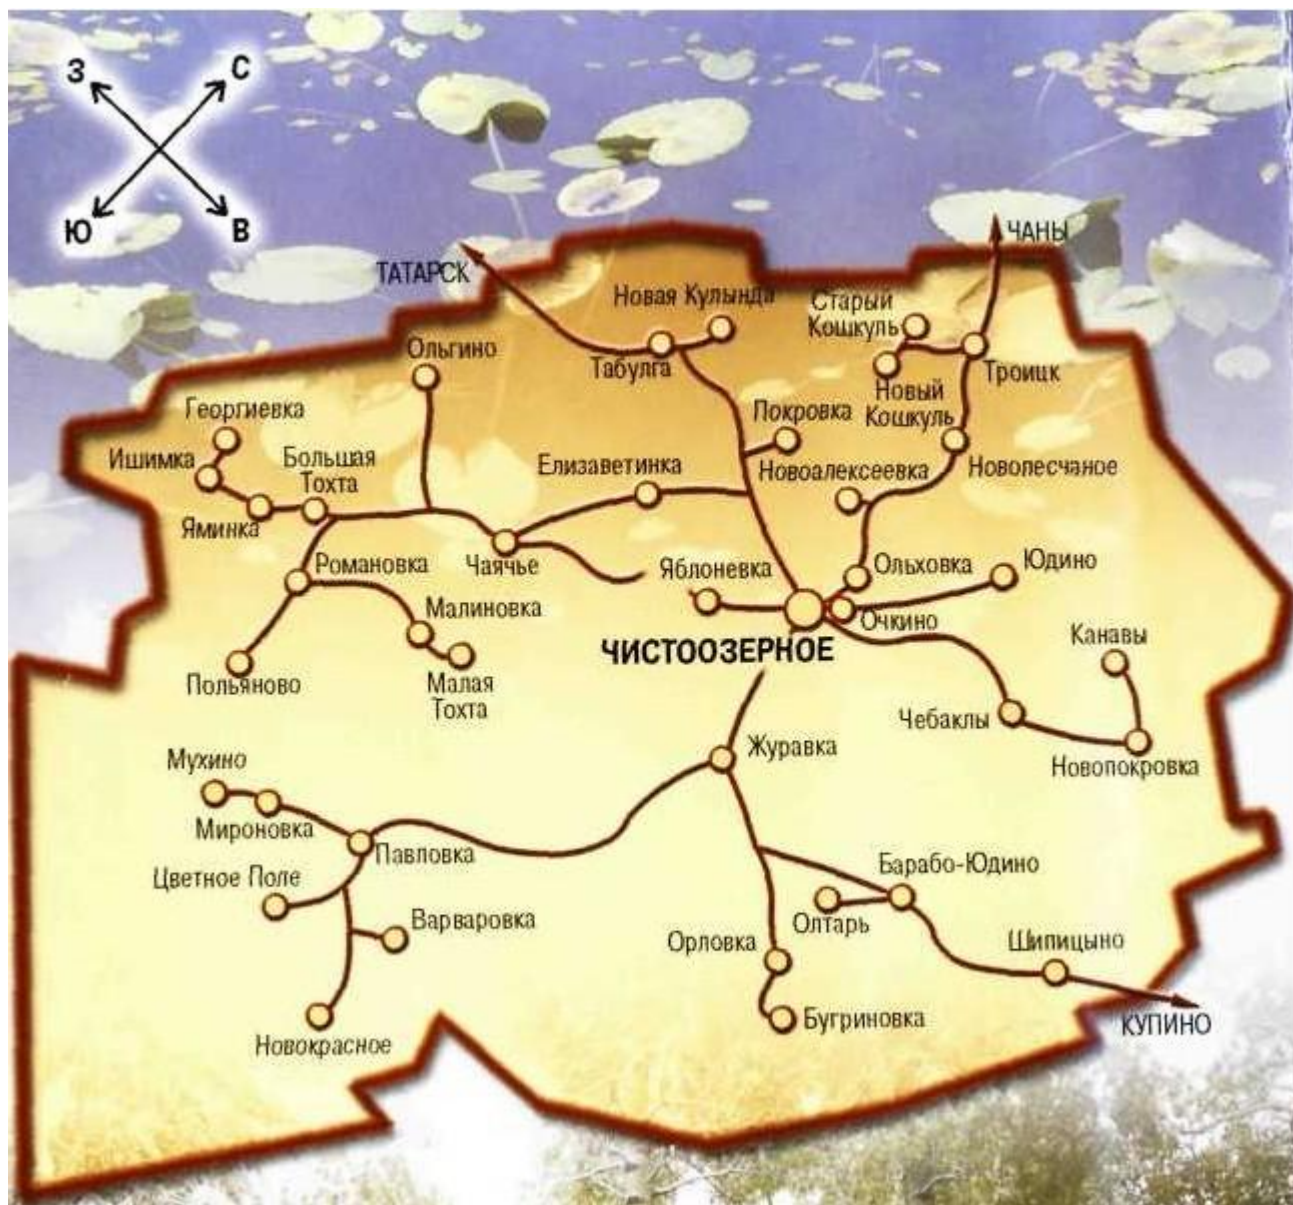 З
С
Ю
В
ЧАНЫ
ТАТАРСК
Новая Кулында
Старый
Кошкуль
Ольгино
Табулга
Троицк
Новый
Кошкуль
Георгиевка
Покровка
Ишимка
Большая
Тохта
Елизаветинка
Новоалексеевка
Новопесчаное
Яминка
Романовка
Чаячье
Яблоневка
Ольховка
Юдино
Малиновка
Очкино
ЧИСТООЗЕРНОЕ
Канавы
Польяново
Малая
Тохта
Чебаклы
Мухино
Журавка
Новопокровка
Мироновка
Павловка
Цветное Поле
Барабо-Юдино
Варваровка
Олтарь
Орловка
Шипицыно
Новокрасное
Бугриновка
КУПИНО